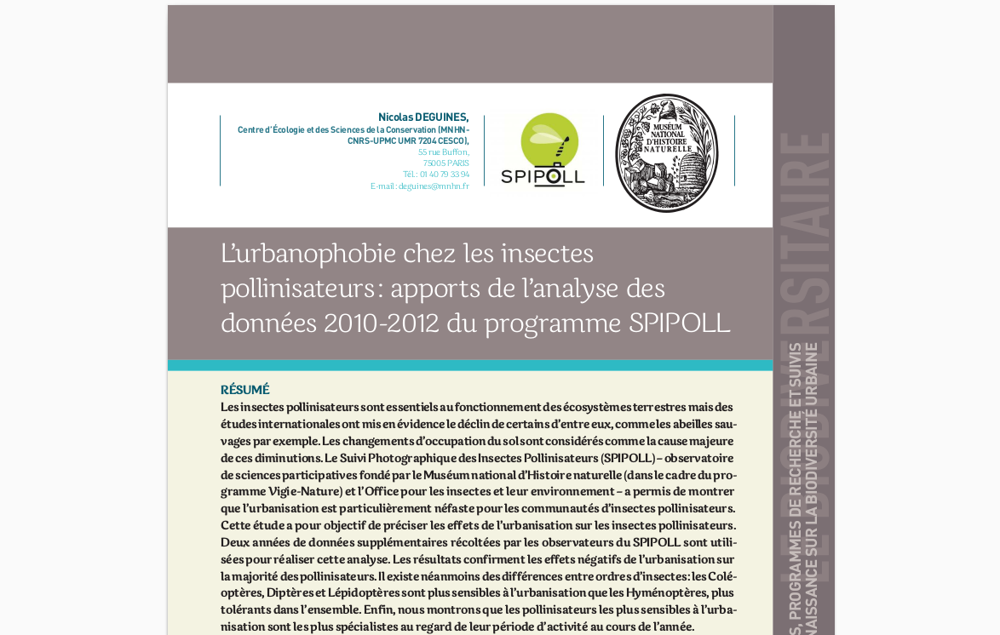 Nicolas DEGUINES,
Centre d'Écologie et des Sciences de la Conservation (MNHN-
CNRS-UPMC UMR 7204 CESCO),
55 rue Buffon,
75005 PARIS
Tél.: 01 40 79 33 94
E-mail: deguines@mnhn.fr
SPIPOLL
MUSÉUM
NATIONAL
D'HISTOIRE
NATURELLE
L'urbanophobie chez les insectes
pollinisateurs : apports de l'analyse des
données 2010-2012 du programme SPIPOLL
RÉSUMÉ
Les insectes pollinisateurs sont essentiels au fonctionnement des écosystèmes terrestres mais des
études internationales ont mis en évidence le déclin de certains d'entre eux, comme les abeilles sau-
vages par exemple. Les changements d'occupation du sol sont considérés comme la cause majeure
de ces diminutions. Le Suivi Photographique des Insectes Pollinisateurs (SPIPOLL) – observatoire
de sciences participatives fondé par le Muséum national d'Histoire naturelle (dans le cadre du pro-
gramme Vigie-Nature) et l'Office pour les insectes et leur environnement – a permis de montrer
que l'urbanisation est particulièrement néfaste pour les communautés d'insectes pollinisateurs.
Cette étude a pour objectif de préciser les effets de l'urbanisation sur les insectes pollinisateurs.
Deux années de données supplémentaires récoltées par les observateurs du SPIPOLL sont utili-
sées pour réaliser cette analyse. Les résultats confirment les effets négatifs de l'urbanisation sur
la majorité des pollinisateurs. Il existe néanmoins des différences entre ordres d'insectes: les Colé-
optères, Diptères et Lépidoptères sont plus sensibles à l'urbanisation que les Hyménoptères, plus
tolérants dans l'ensemble. Enfin, nous montrons que les pollinisateurs les plus sensibles à l'urba-
nisation sont les plus spécialistes au regard de leur période d'activité au cours de l'année.
LE BIODIVERSITAIRE
, PROGRAMMES DE RECHERCHE ET SUIVIS
NAISSANCE SUR LA BIODIVERSITÉ URBAINE